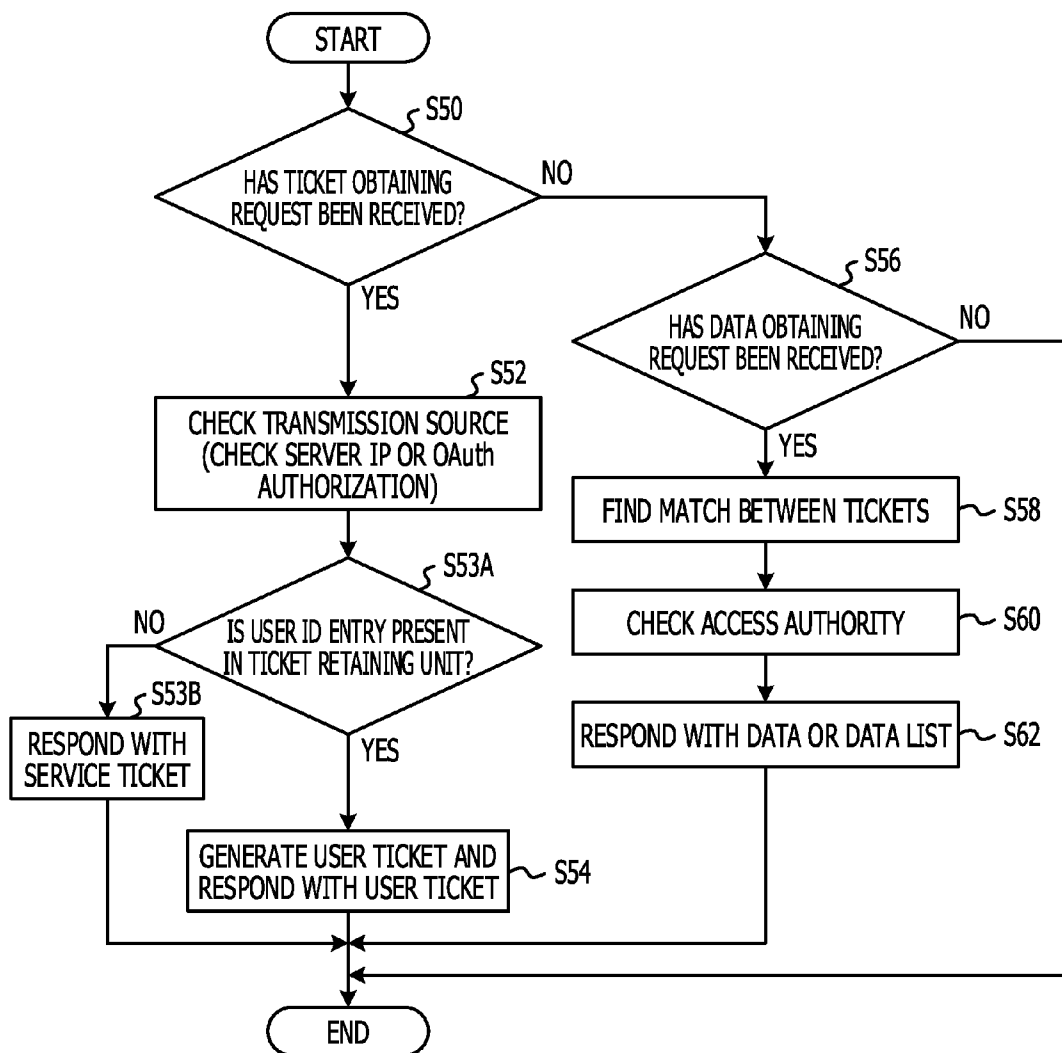 START
S50
HAS TICKET OBTAINING
REQUEST BEEN RECEIVED?
NO
YES
S56
HAS DATA OBTAINING
REQUEST BEEN RECEIVED?
NO
YES
S52
CHECK TRANSMISSION SOURCE
(CHECK SERVER IP OR OAuth
AUTHORIZATION)
FIND MATCH BETWEEN TICKETS
S58
S53A
IS USER ID ENTRY PRESENT
IN TICKET RETAINING UNIT?
NO
YES
CHECK ACCESS AUTHORITY
S60
S53B
RESPOND WITH
SERVICE TICKET
RESPOND WITH DATA OR DATA LIST
S62
GENERATE USER TICKET AND
RESPOND WITH USER TICKET
S54
END